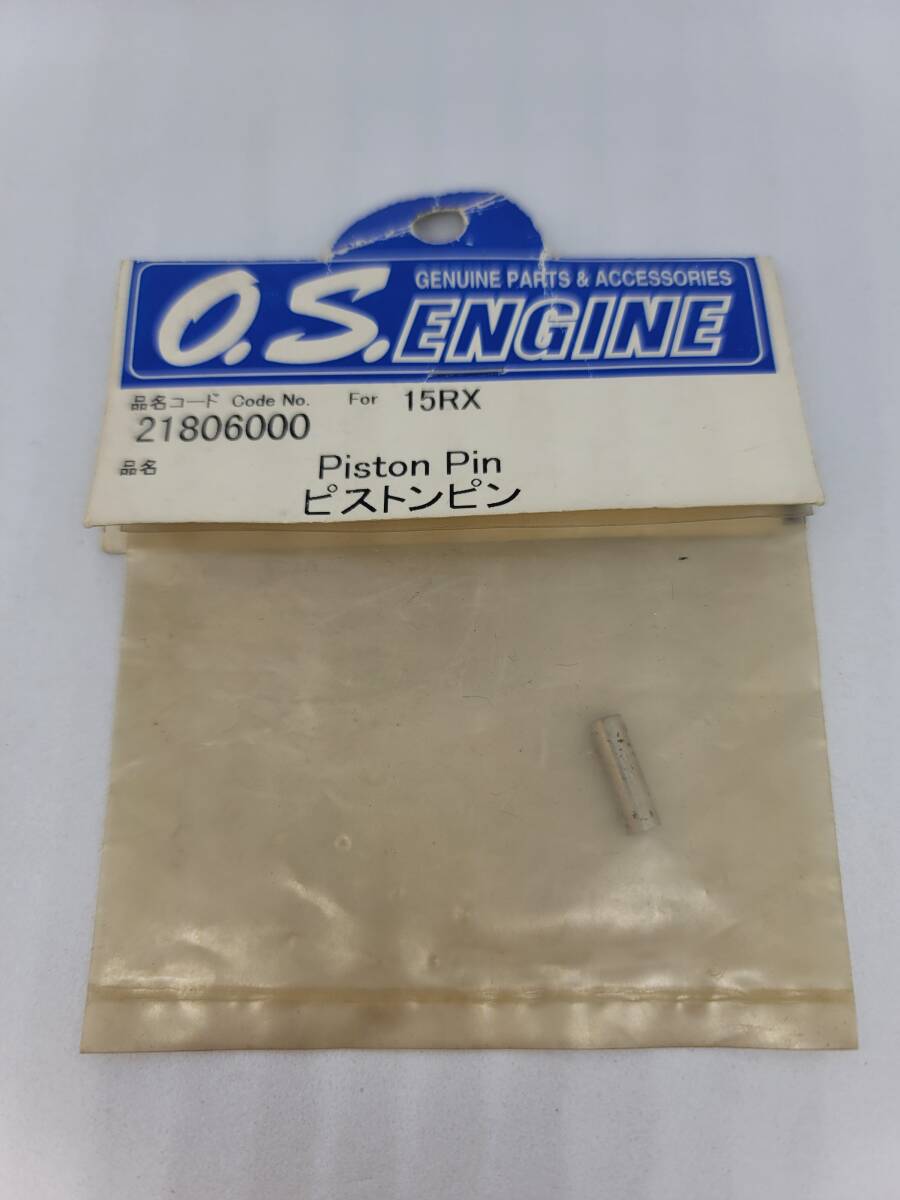 GENUINE PARTS & ACCESSORIES
O.S. ENGINE
品名コード Code No. For 15RX
21806000
品名 Piston Pin
ピストンピン